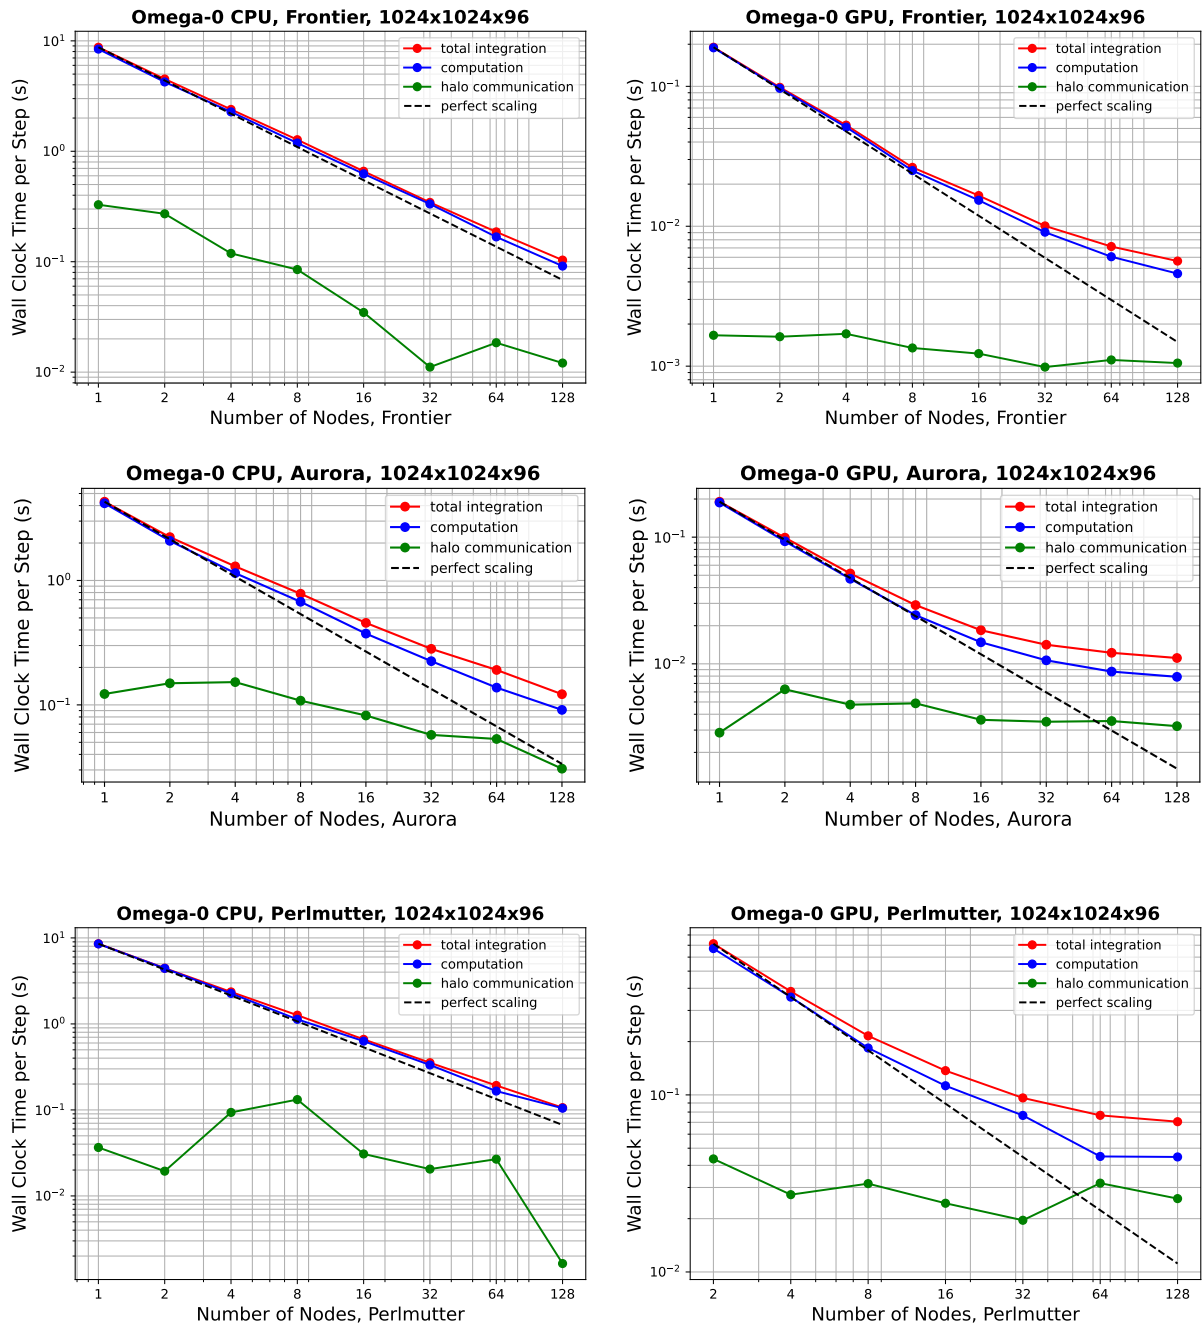 Omega-0 CPU, Frontier, 1024x1024x96
Wall Clock Time per Step (s)
10¹
10⁰
10⁻¹
10⁻²
total integration
computation
halo communication
perfect scaling
1 2 4 8 16 32 64 128
Number of Nodes, Frontier
Omega-0 GPU, Frontier, 1024x1024x96
Wall Clock Time per Step (s)
10⁻¹
10⁻²
10⁻³
total integration
computation
halo communication
perfect scaling
1 2 4 8 16 32 64 128
Number of Nodes, Frontier
Omega-0 CPU, Aurora, 1024x1024x96
Wall Clock Time per Step (s)
10⁰
10⁻¹
total integration
computation
halo communication
perfect scaling
1 2 4 8 16 32 64 128
Number of Nodes, Aurora
Omega-0 GPU, Aurora, 1024x1024x96
Wall Clock Time per Step (s)
10⁻¹
10⁻²
total integration
computation
halo communication
perfect scaling
1 2 4 8 16 32 64 128
Number of Nodes, Aurora
Omega-0 CPU, Perlmutter, 1024x1024x96
Wall Clock Time per Step (s)
10¹
10⁰
10⁻¹
10⁻²
total integration
computation
halo communication
perfect scaling
1 2 4 8 16 32 64 128
Number of Nodes, Perlmutter
Omega-0 GPU, Perlmutter, 1024x1024x96
Wall Clock Time per Step (s)
10⁻¹
10⁻²
total integration
computation
halo communication
perfect scaling
2 4 8 16 32 64 128
Number of Nodes, Perlmutter